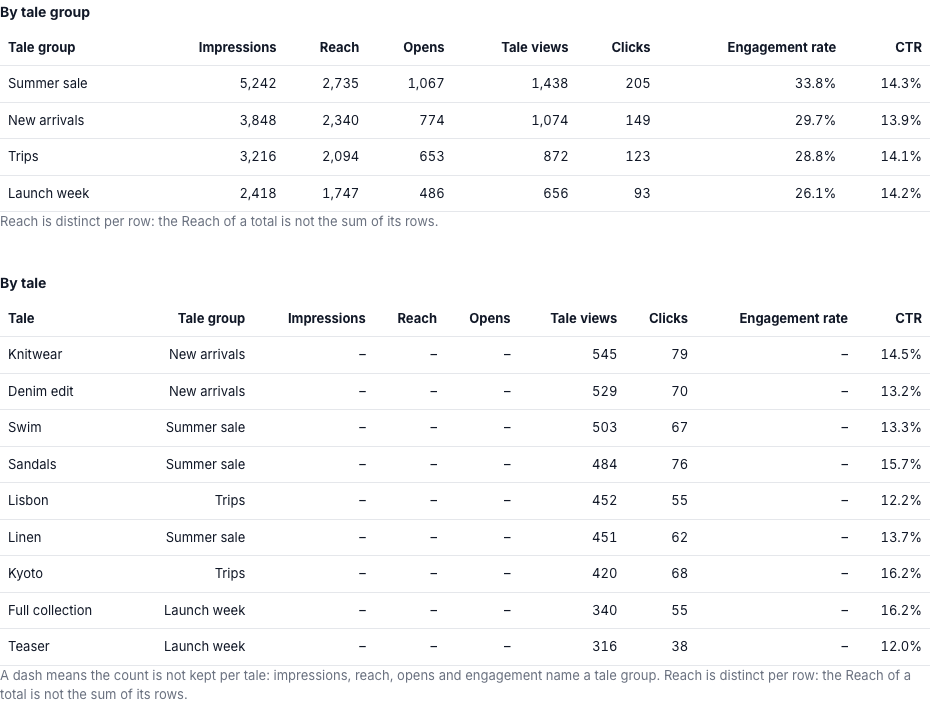 By tale group
Tale group Impressions Reach Opens Tale views Clicks Engagement rate CTR
Summer sale 5,242 2,735 1,067 1,438 205 33.8% 14.3%
New arrivals 3,848 2,340 774 1,074 149 29.7% 13.9%
Trips 3,216 2,094 653 872 123 28.8% 14.1%
Launch week 2,418 1,747 486 656 93 26.1% 14.2%
Reach is distinct per row: the Reach of a total is not the sum of its rows.
By tale
Tale Tale group Impressions Reach Opens Tale views Clicks Engagement rate CTR
Knitwear New arrivals – – – 545 79 – 14.5%
Denim edit New arrivals – – – 529 70 – 13.2%
Swim Summer sale – – – 503 67 – 13.3%
Sandals Summer sale – – – 484 76 – 15.7%
Lisbon Trips – – – 452 55 – 12.2%
Linen Summer sale – – – 451 62 – 13.7%
Kyoto Trips – – – 420 68 – 16.2%
Full collection Launch week – – – 340 55 – 16.2%
Teaser Launch week – – – 316 38 – 12.0%
A dash means the count is not kept per tale: impressions, reach, opens and engagement name a tale group. Reach is distinct per row: the Reach of a
total is not the sum of its rows.